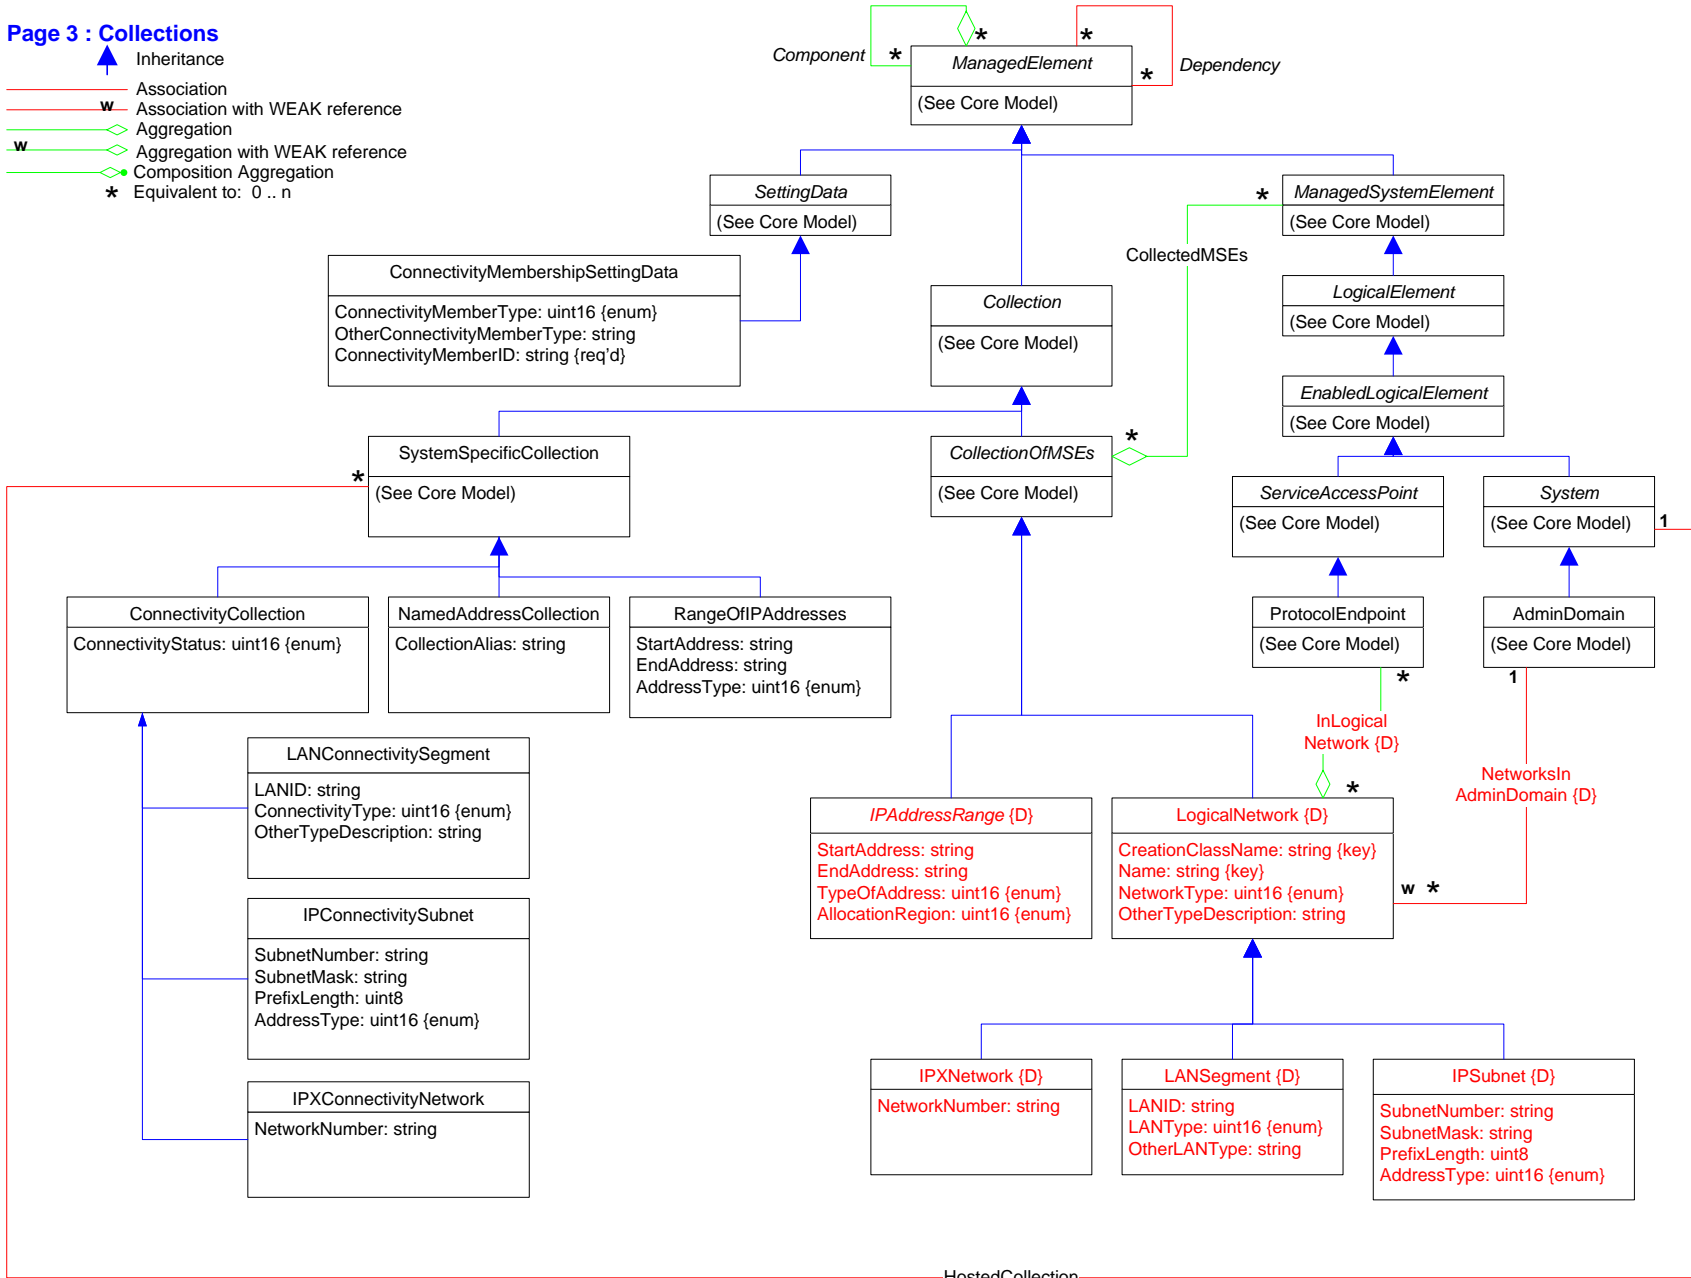 Page 3 : Collections
Inheritance
Association
w
Association with WEAK reference
Aggregation
w
Aggregation with WEAK reference
Composition Aggregation
* Equivalent to: 0 .. n
Component
*
*
*
*
Dependency
ManagedElement
(See Core Model)
SettingData
(See Core Model)
*
ManagedSystemElement
(See Core Model)
CollectedMSEs
ConnectivityMembershipSettingData
ConnectivityMemberType: uint16 {enum}
OtherConnectivityMemberType: string
ConnectivityMemberID: string {req'd}
Collection
(See Core Model)
LogicalElement
(See Core Model)
EnabledLogicalElement
(See Core Model)
*
SystemSpecificCollection
(See Core Model)
*
CollectionOfMSEs
(See Core Model)
ServiceAccessPoint
(See Core Model)
System
(See Core Model)
1
ConnectivityCollection
ConnectivityStatus: uint16 {enum}
NamedAddressCollection
CollectionAlias: string
RangeOfIPAddresses
StartAddress: string
EndAddress: string
AddressType: uint16 {enum}
ProtocolEndpoint
(See Core Model)
AdminDomain
(See Core Model)
*
1
InLogical
Network {D}
*
NetworksIn
AdminDomain {D}
w *
LANConnectivitySegment
LANID: string
ConnectivityType: uint16 {enum}
OtherTypeDescription: string
IPAddressRange {D}
StartAddress: string
EndAddress: string
TypeOfAddress: uint16 {enum}
AllocationRegion: uint16 {enum}
LogicalNetwork {D}
CreationClassName: string {key}
Name: string {key}
NetworkType: uint16 {enum}
OtherTypeDescription: string
IPConnectivitySubnet
SubnetNumber: string
SubnetMask: string
PrefixLength: uint8
AddressType: uint16 {enum}
IPXConnectivityNetwork
NetworkNumber: string
IPXNetwork {D}
NetworkNumber: string
LANSegment {D}
LANID: string
LANType: uint16 {enum}
OtherLANType: string
IPSubnet {D}
SubnetNumber: string
SubnetMask: string
PrefixLength: uint8
AddressType: uint16 {enum}
HostedCollection